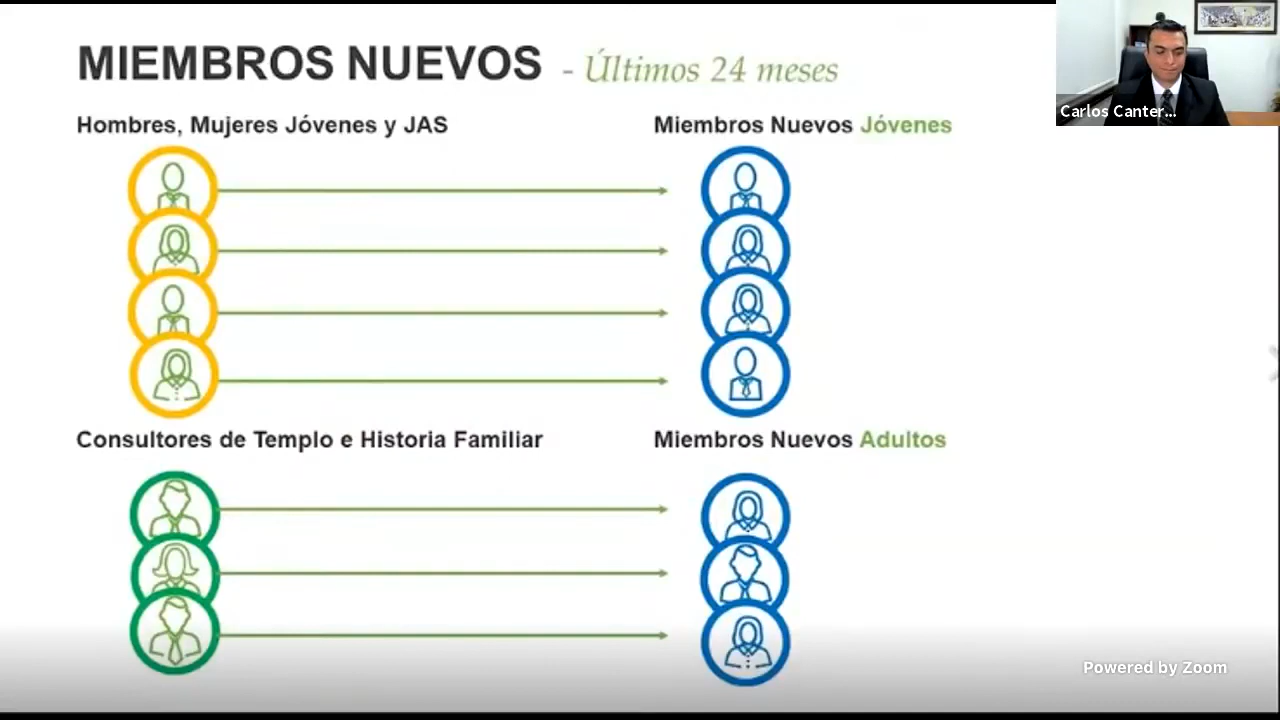 MIEMBROS NUEVOS - Últimos 24 meses
Hombres, Mujeres Jóvenes y JAS
Miembros Nuevos Jóvenes
Consultores de Templo e Historia Familiar
Miembros Nuevos Adultos
Carlos Canter...
Powered by Zoom